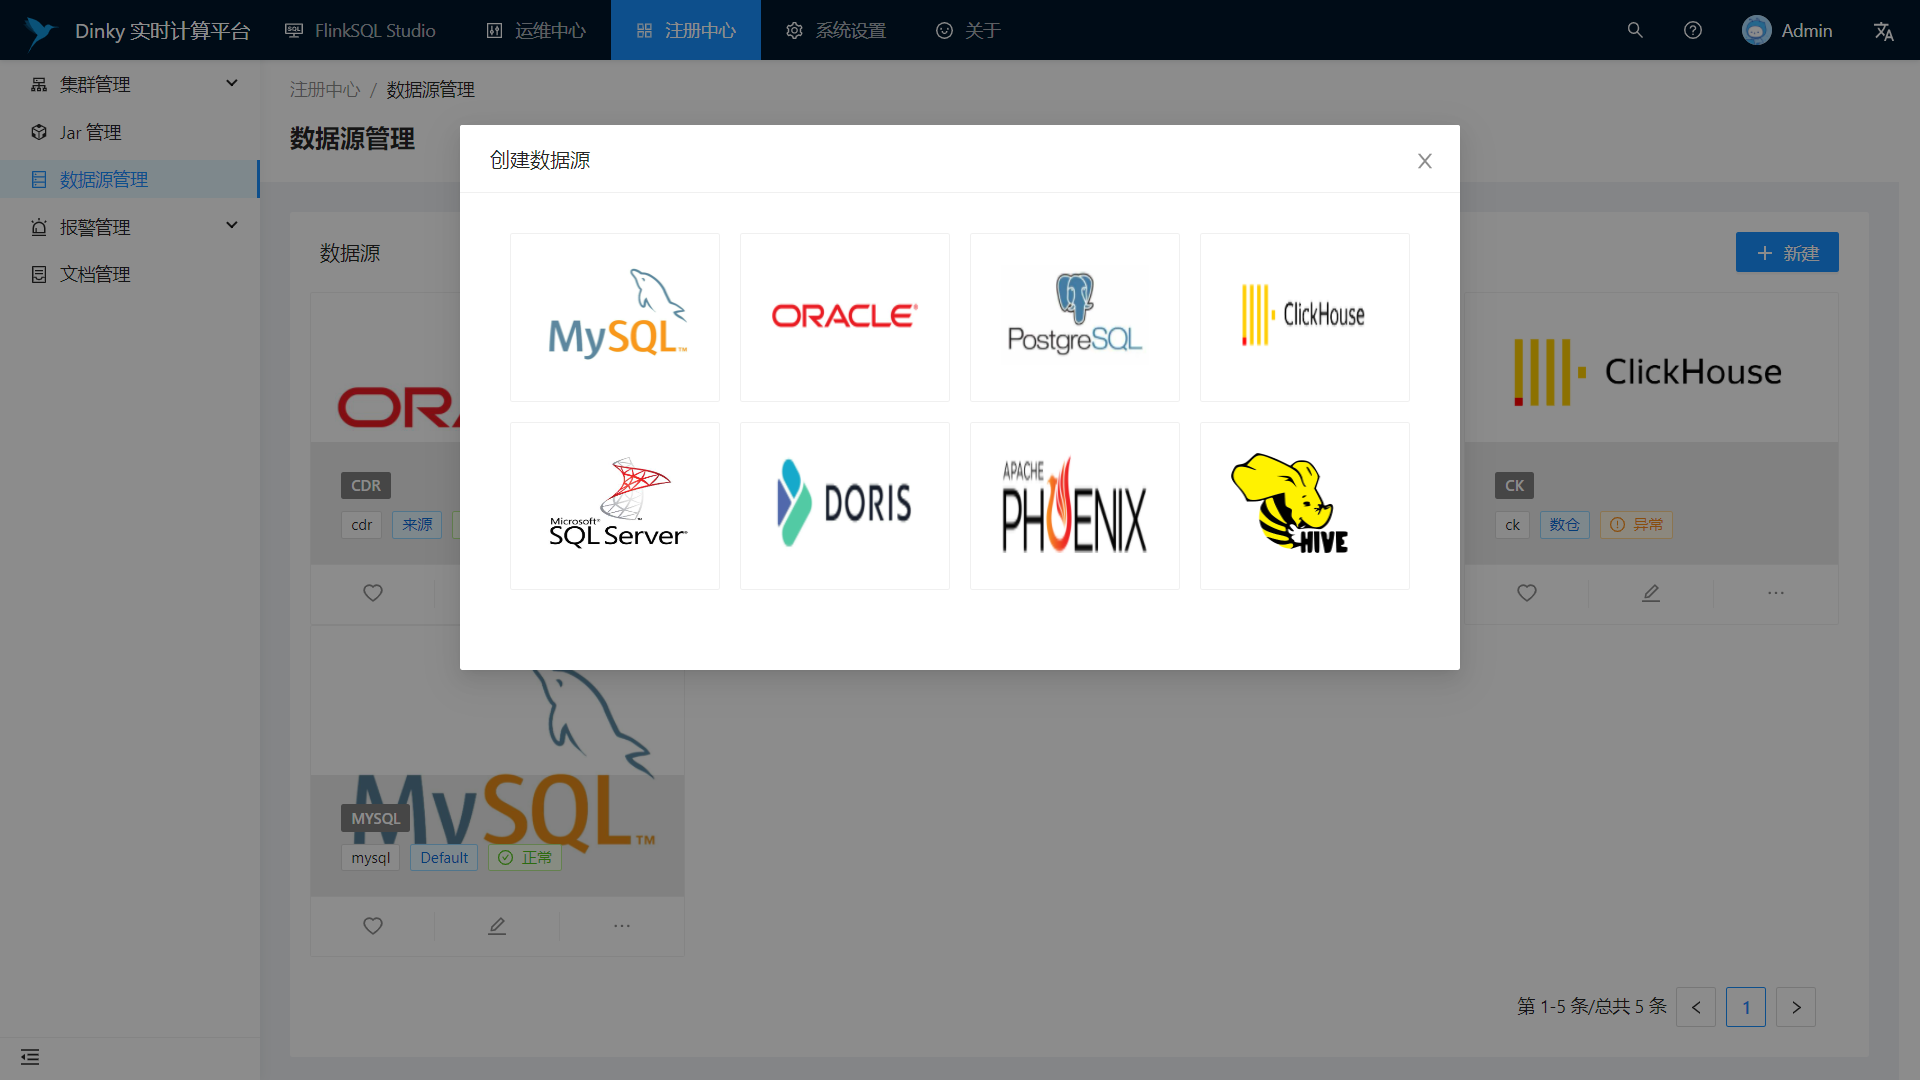 Dinky 实时计算平台
FlinkSQL Studio
运维中心
注册中心
系统设置
关于
Admin
集群管理
Jar 管理
数据源管理
报警管理
文档管理
注册中心 / 数据源管理
数据源管理
数据源
新建
创建数据源
MySQL™
ORACLE®
PostgreSQL
ClickHouse
Microsoft®
SQL Server®
DORIS
APACHE
PHOENIX
HIVE
CDR
cdr
来源
ClickHouse
CK
ck
数仓
异常
MySQL™
MYSQL
mysql
Default
正常
第 1-5 条/总共 5 条
1